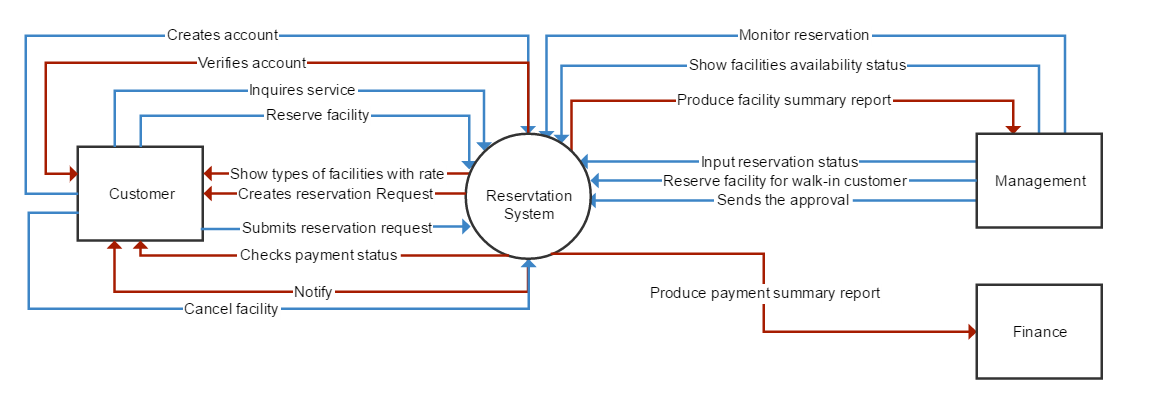 Creates account
Monitor reservation
Verifies account
Show facilities availability status
Inquires service
Produce facility summary report
Reserve facility
Input reservation status
Show types of facilities with rate
Reserve facility for walk-in customer
Management
Customer
Creates reservation Request
Reservtation
System
Sends the approval
Submits reservation request
Checks payment status
Notify
Produce payment summary report
Cancel facility
Finance